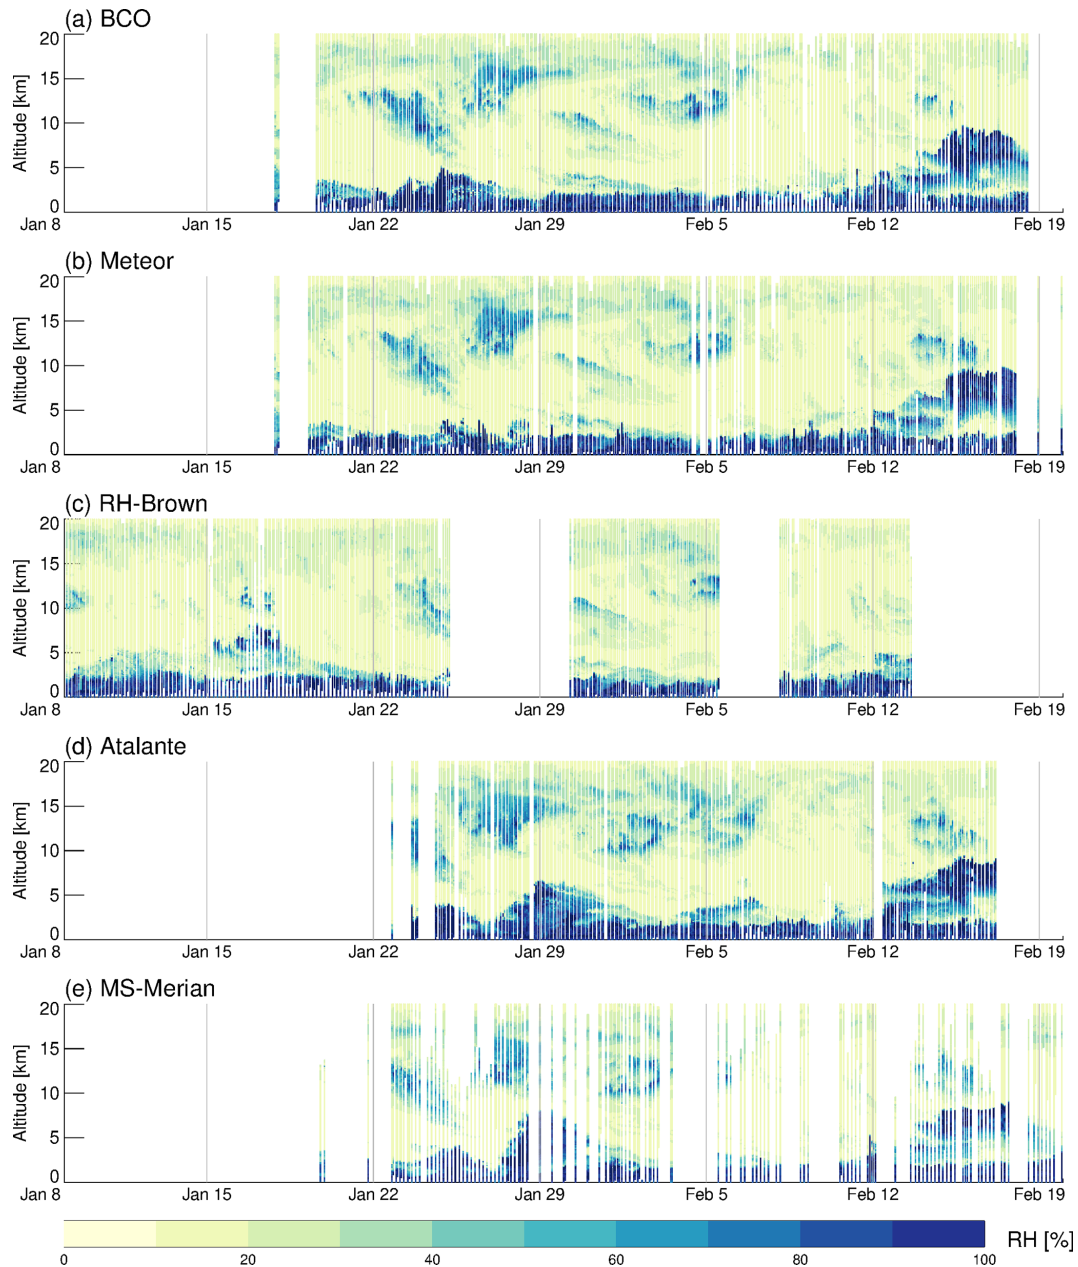 (a) BCO
20
15
10
5
0
Altitude [km]
Jan 8 Jan 15 Jan 22 Jan 29 Feb 5 Feb 12 Feb 19
(b) Meteor
20
15
10
5
0
Altitude [km]
Jan 8 Jan 15 Jan 22 Jan 29 Feb 5 Feb 12 Feb 19
(c) RH-Brown
20
15
10
5
0
Altitude [km]
Jan 8 Jan 15 Jan 22 Jan 29 Feb 5 Feb 12 Feb 19
(d) Atalante
20
15
10
5
0
Altitude [km]
Jan 8 Jan 15 Jan 22 Jan 29 Feb 5 Feb 12 Feb 19
(e) MS-Merian
20
15
10
5
0
Altitude [km]
Jan 8 Jan 15 Jan 22 Jan 29 Feb 5 Feb 12 Feb 19
RH [%]
0 20 40 60 80 100